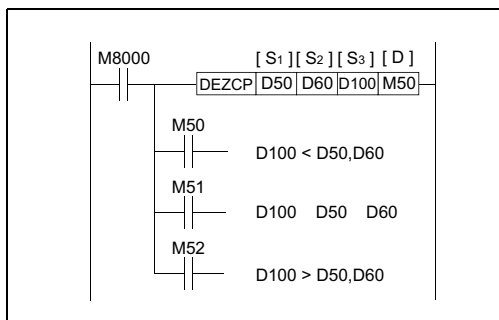 M8000
[ S1 ] [ S2 ] [ S3 ] [ D ]
DEZCP D50 D60 D100 M50
M50
D100 < D50,D60
M51
D100 D50 D60
M52
D100 > D50,D60